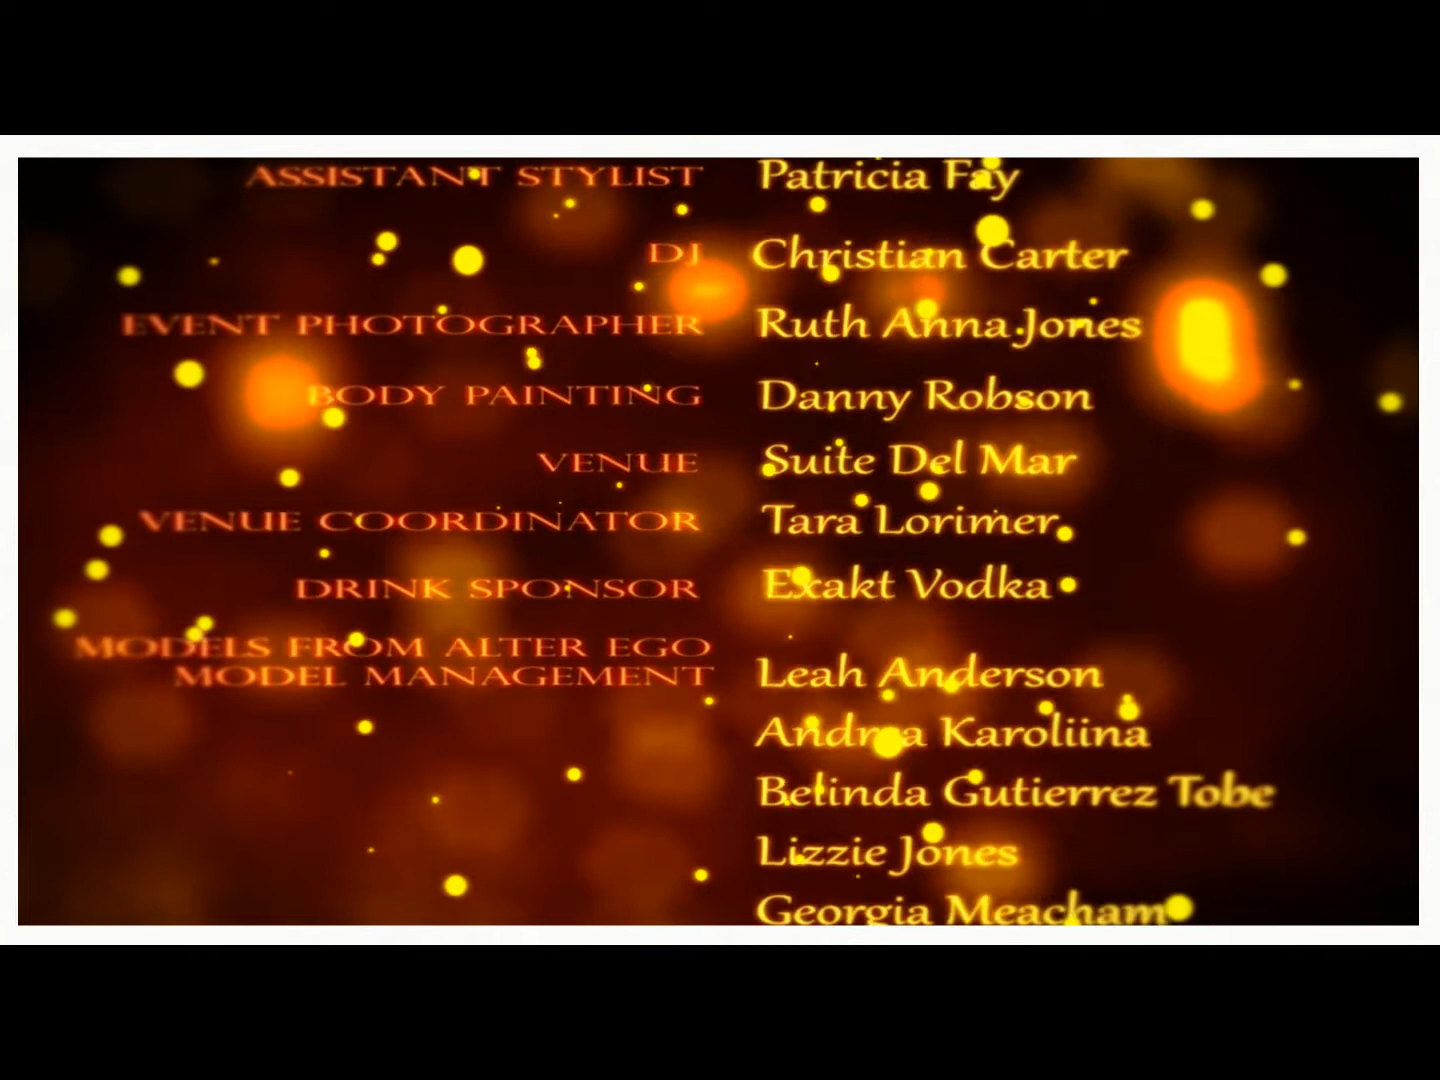 ASSISTANT STYLIST Patricia Fay
DJ Christian Carter
EVENT PHOTOGRAPHER Ruth Anna Jones
BODY PAINTING Danny Robson
VENUE Suite Del Mar
VENUE COORDINATOR Tara Lorimer
DRINK SPONSOR Exakt Vodka
MODELS FROM ALTER EGO
MODEL MANAGEMENT Leah Anderson
Andrea Karoliina
Belinda Gutierrez Tobe
Lizzie Jones
Georgia Meacham